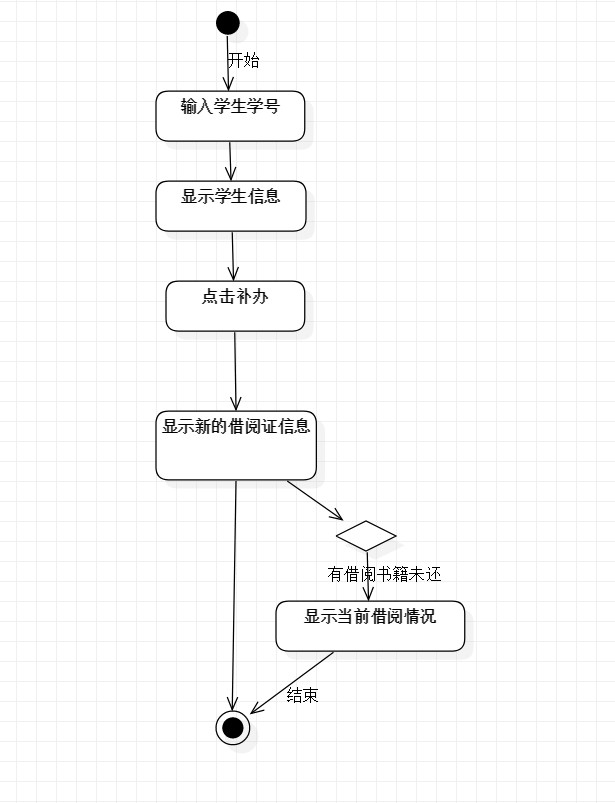 开始
输入学生学号
显示学生信息
点击补办
显示新的借阅证信息
有借阅书籍未还
显示当前借阅情况
结束